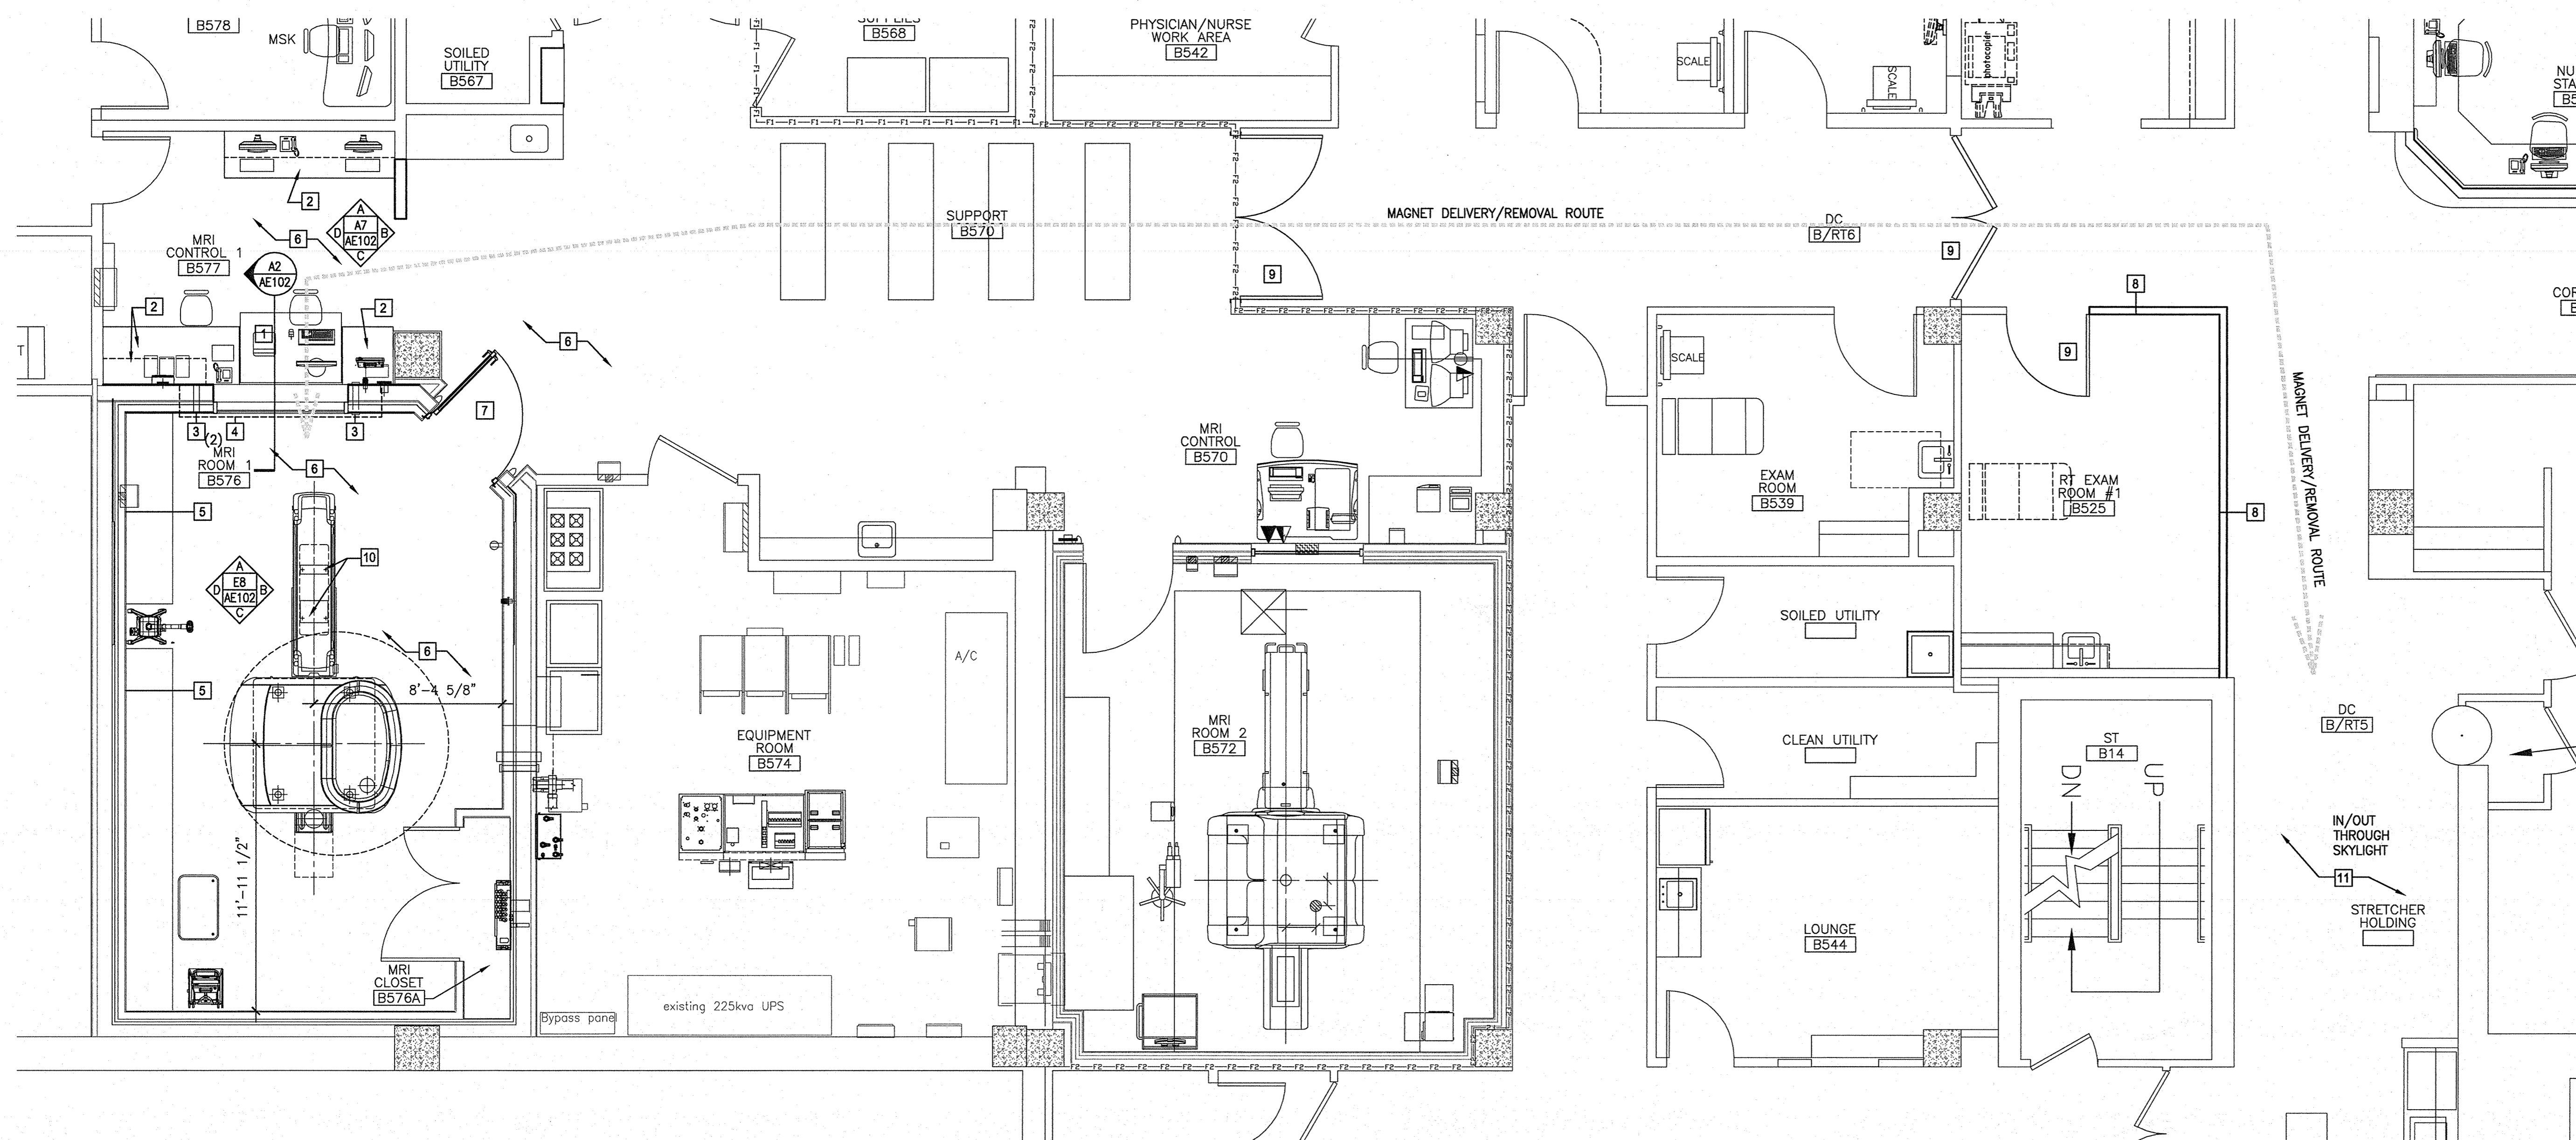 B578
MSK
SOILED
UTILITY
B567
SUPPLIES
B568
PHYSICIAN/NURSE
WORK AREA
B542
SCALE
SCALE
photocopier
2
A
A7
D B
AE102
C
6
MRI
CONTROL 1
B577
A2
AE102
2
1
2
SUPPORT
B570
MAGNET DELIVERY/REMOVAL ROUTE
DC
B/RT6
9
9
8
6
7
3
(2)
4
3
MRI
ROOM 1
B576
6
5
10
A
E8
D B
AE102
C
6
5
8'-4 5/8"
11'-11 1/2"
MRI
CLOSET
B576A
EQUIPMENT
ROOM
B574
A/C
existing 225kva UPS
Bypass panel
MRI
CONTROL
B570
MRI
ROOM 2
B572
SCALE
EXAM
ROOM
B539
9
RT EXAM
ROOM #1
B525
8
MAGNET DELIVERY/REMOVAL ROUTE
SOILED UTILITY
CLEAN UTILITY
LOUNGE
B544
ST
B14
DN
UP
DC
B/RT5
IN/OUT
THROUGH
SKYLIGHT
11
STRETCHER
HOLDING